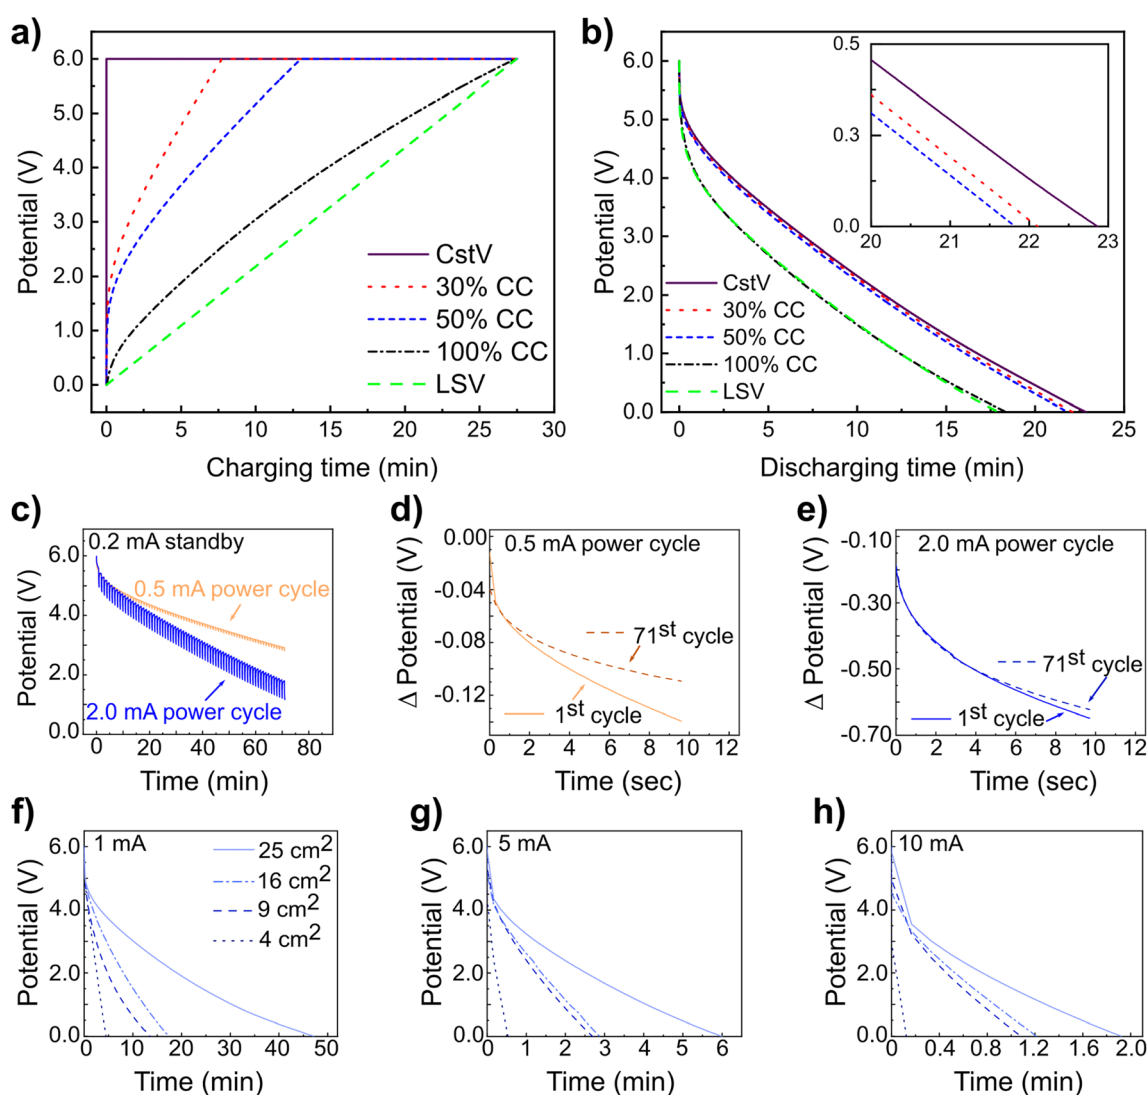 a)
6.0
5.0
4.0
3.0
2.0
1.0
0.0
Potential (V)
CstV
30% CC
50% CC
100% CC
LSV
0 5 10 15 20 25 30
Charging time (min)
b)
6.0
5.0
4.0
3.0
2.0
1.0
0.0
Potential (V)
0.5
0.3
0.0
20 21 22 23
CstV
30% CC
50% CC
100% CC
LSV
0 5 10 15 20 25
Discharging time (min)
c)
0.2 mA standby
6.0
4.0
2.0
0.0
Potential (V)
0.5 mA power cycle
2.0 mA power cycle
0 20 40 60 80
Time (min)
d)
0.00
-0.04
-0.08
-0.12
Δ Potential (V)
0.5 mA power cycle
71st cycle
1st cycle
0 2 4 6 8 10 12
Time (sec)
e)
-0.10
-0.30
-0.50
-0.70
Δ Potential (V)
2.0 mA power cycle
71st cycle
1st cycle
0 2 4 6 8 10 12
Time (sec)
f)
1 mA
6.0
4.0
2.0
0.0
Potential (V)
25 cm²
16 cm²
9 cm²
4 cm²
0 10 20 30 40 50
Time (min)
g)
5 mA
6.0
4.0
2.0
0.0
Potential (V)
0 1 2 3 4 5 6
Time (min)
h)
10 mA
6.0
4.0
2.0
0.0
Potential (V)
0 0.4 0.8 1.2 1.6 2.0
Time (min)